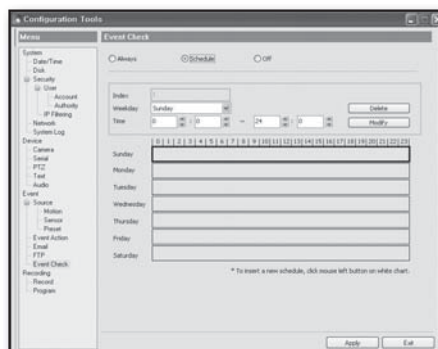 Configuration Tools
Menu
Event Check
System
Date/Time
Disk
Security
User
Account
Authority
IP Filtering
Network
System Log
Device
Camera
Serial
PTZ
Text
Audio
Event
Source
Motion
Sensor
Preset
Event Action
Email
FTP
Event Check
Recording
Record
Program
Always Schedule Off
Index
Weekday Sunday Delete
Time 0 : 0 ~ 24 : 0 Modify
| 0 | 1 | 2 | 3 | 4 | 5 | 6 | 7 | 8 | 9 |10|11|12|13|14|15|16|17|18|19|20|21|22|23|
Sunday
Monday
Tuesday
Wednesday
Thursday
Friday
Saturday
* To insert a new schedule, click mouse left button on white chart.
Apply Exit